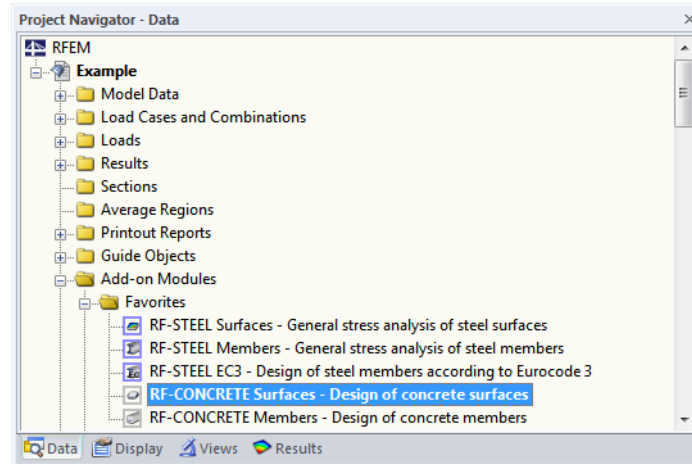 Project Navigator - Data
RFEM
Example
Model Data
Load Cases and Combinations
Loads
Results
Sections
Average Regions
Printout Reports
Guide Objects
Add-on Modules
Favorites
RF-STEEL Surfaces - General stress analysis of steel surfaces
RF-STEEL Members - General stress analysis of steel members
RF-STEEL EC3 - Design of steel members according to Eurocode 3
RF-CONCRETE Surfaces - Design of concrete surfaces
RF-CONCRETE Members - Design of concrete members
Data Display Views Results